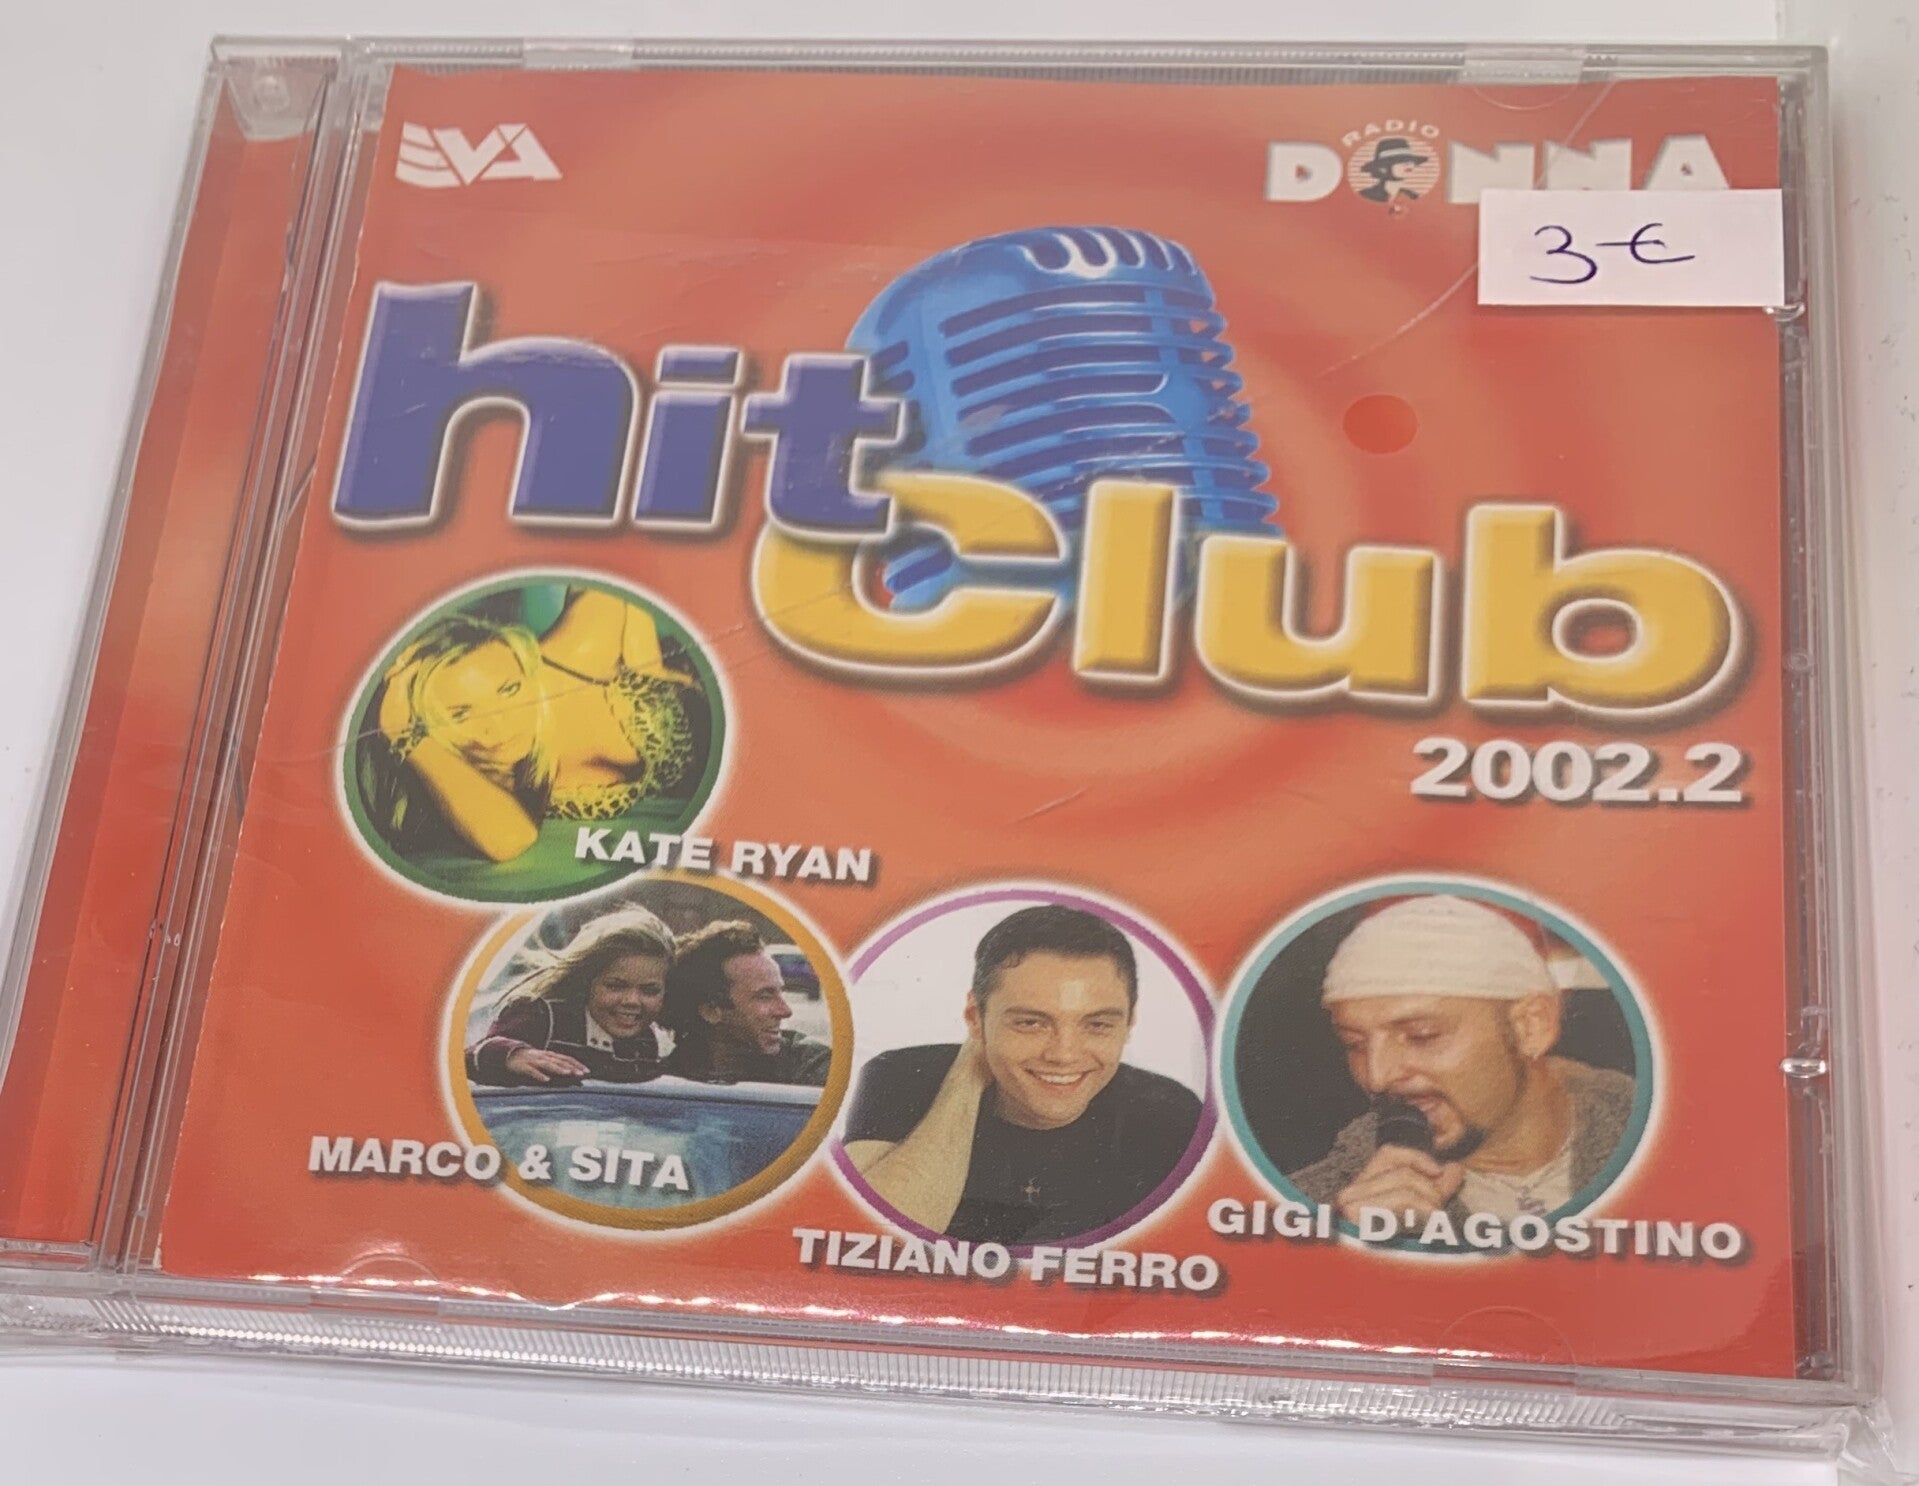 EVA
RADIO
DONNA
3 €
hit
club
2002.2
KATE RYAN
MARCO & SITA
TIZIANO FERRO
GIGI D'AGOSTINO